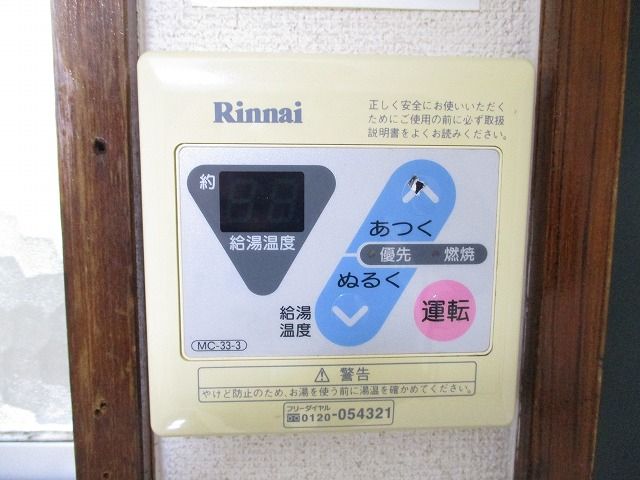 Rinnai
正しく安全にお使いいただく
ためにご使用の前に必ず取扱
説明書をよくお読みください。
約
給湯温度
あつく
優先 燃焼
ぬるく
給湯
温度
運転
MC-33-3
⚠ 警告
やけど防止のため、お湯を使う前に湯温を確かめてください。
フリーダイヤル
0120-054321